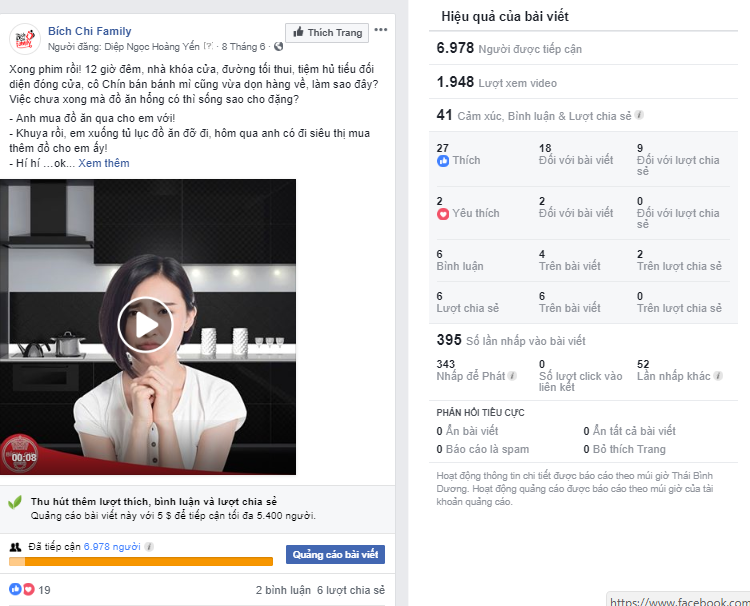 Bích Chi Family
Người đăng: Diệp Ngọc Hoàng Yến [?] · 8 Tháng 6 ·
Thích Trang
Xong phim rồi! 12 giờ đêm, nhà khóa cửa, đường tối thui, tiệm hủ tiếu đối
diện đóng cửa, cô Chín bán bánh mì cũng vừa dọn hàng về, làm sao đây?
Việc chưa xong mà đồ ăn hổng có thì sống sao cho đặng?
- Anh mua đồ ăn qua cho em với!
- Khuya rồi, em xuống tủ lục đồ ăn đỡ đi, hôm qua anh có đi siêu thị mua
thêm đồ cho em ấy!
- Hí hí ...ok... Xem thêm
00:08
Thu hút thêm lượt thích, bình luận và lượt chia sẻ
Quảng cáo bài viết này với 5 $ để tiếp cận tối đa 5.400 người.
Đã tiếp cận 6.978 người
Quảng cáo bài viết
19
2 bình luận 6 lượt chia sẻ
Hiệu quả của bài viết
6.978 Người được tiếp cận
1.948 Lượt xem video
41 Cảm xúc, Bình luận & Lượt chia sẻ
27
Thích
18
Đối với bài viết
9
Đối với lượt chia
sẻ
2
Yêu thích
2
Đối với bài viết
0
Đối với lượt chia
sẻ
6
Bình luận
4
Trên bài viết
2
Trên lượt chia sẻ
6
Lượt chia sẻ
6
Trên bài viết
0
Trên lượt chia sẻ
395 Số lần nhấp vào bài viết
343
Nhấp để Phát
0
Số lượt click vào
liên kết
52
Lần nhấp khác
PHẢN HỒI TIÊU CỰC
0 Ẩn bài viết
0 Ẩn tất cả bài viết
0 Báo cáo là spam
0 Bỏ thích Trang
Hoạt động thông tin chi tiết được báo cáo theo múi giờ Thái Bình
Dương. Hoạt động quảng cáo được báo cáo theo múi giờ của tài
khoản quảng cáo.
https://www.facebook.com